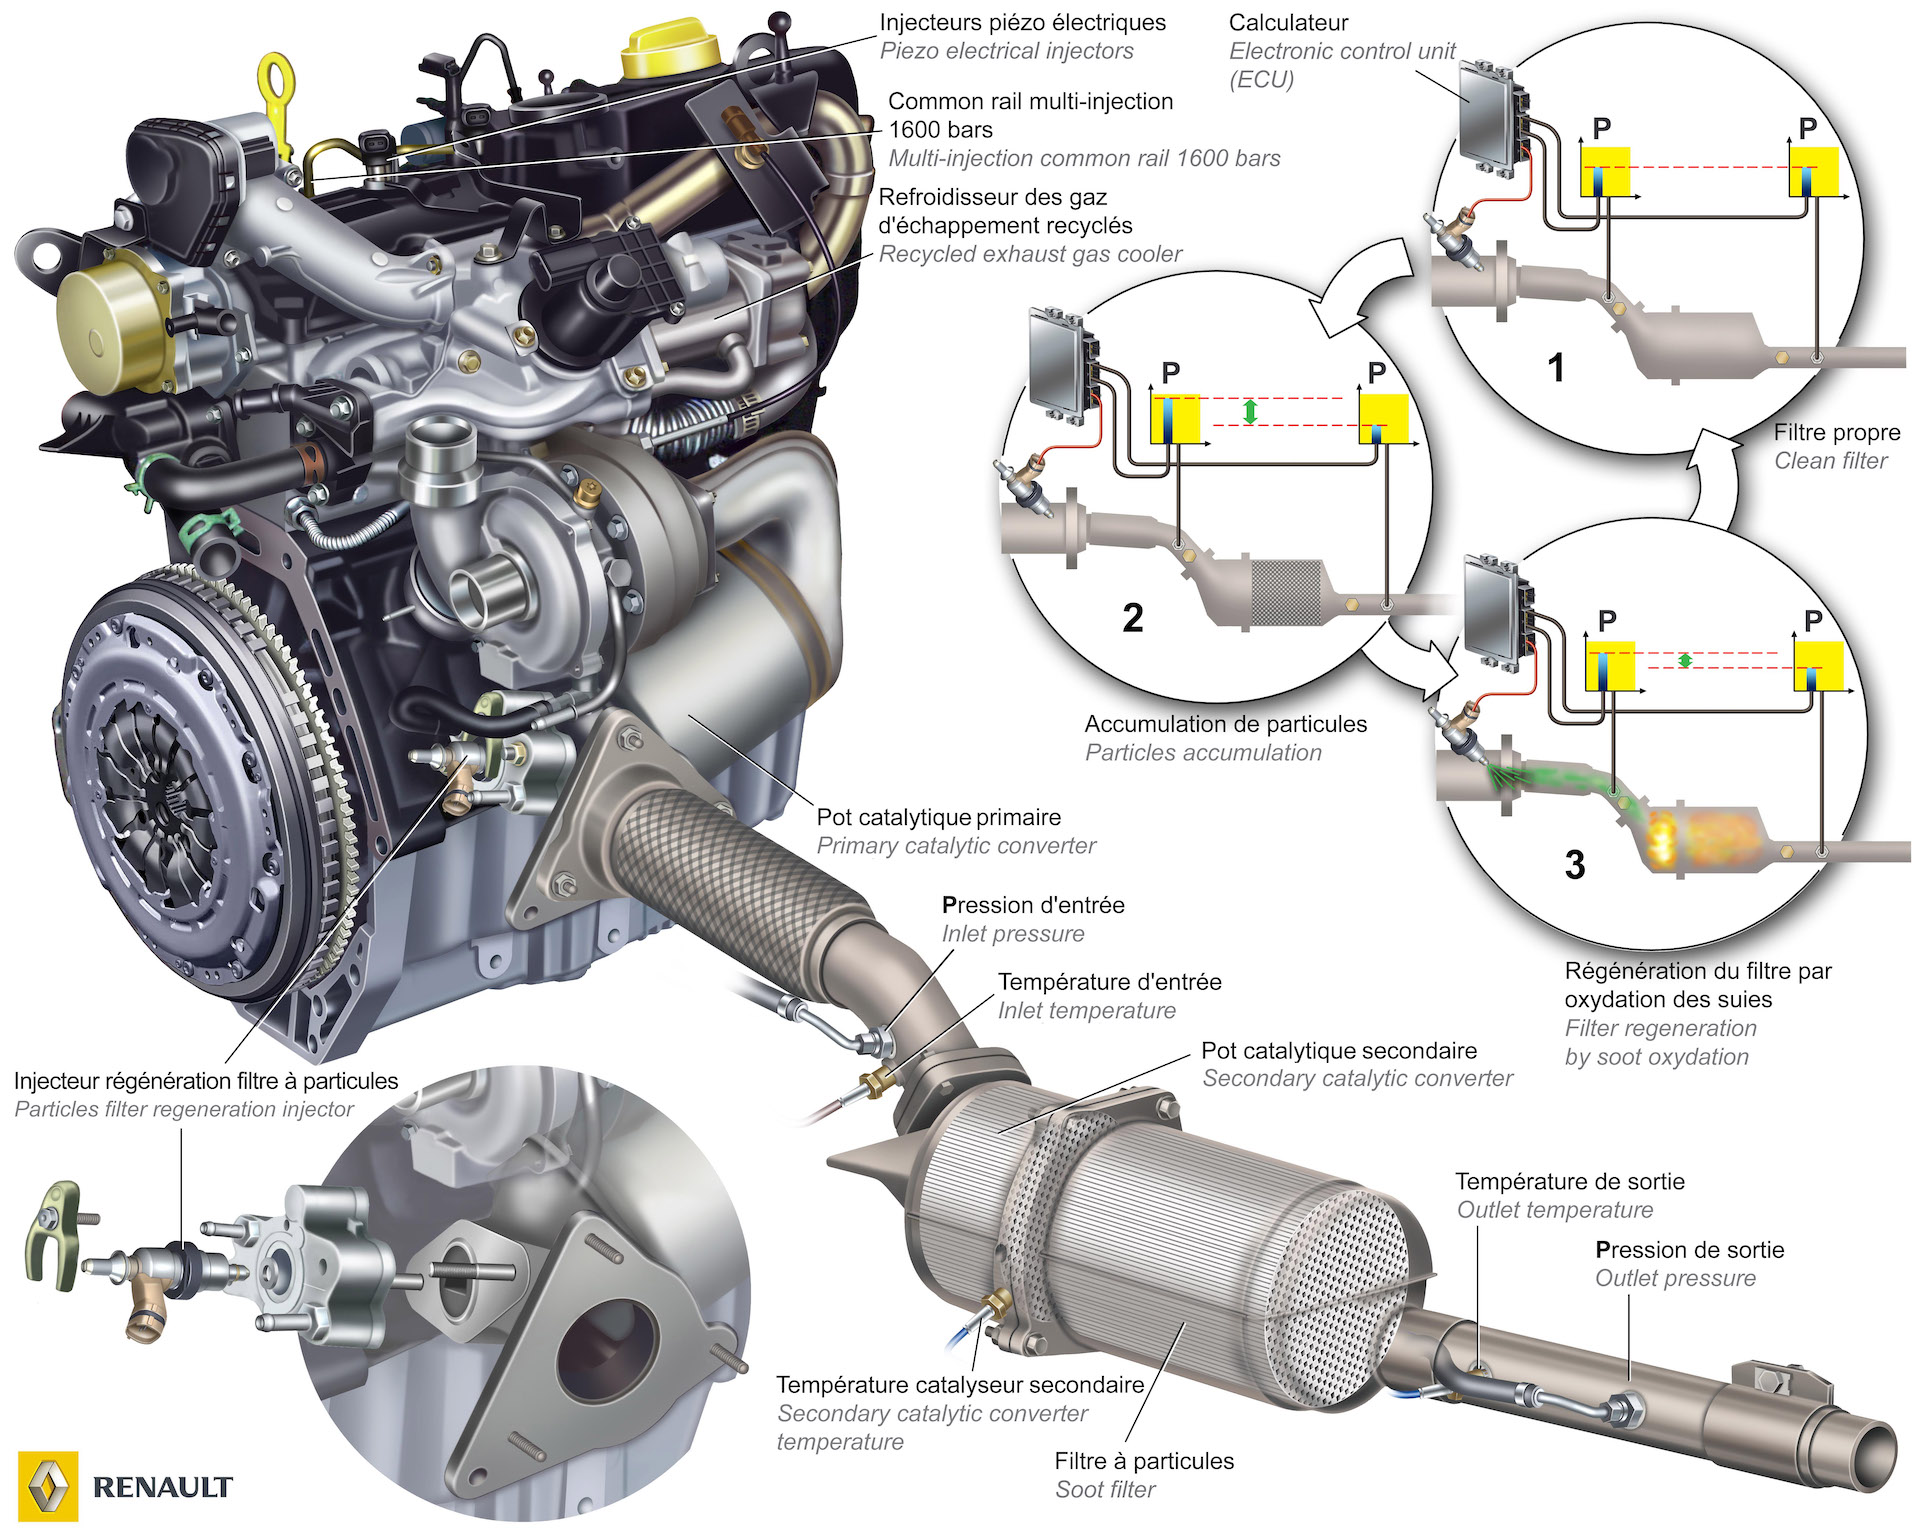 Injecteurs piézo électriques
Piezo electrical injectors
Common rail multi-injection
1600 bars
Multi-injection common rail 1600 bars
Refroidisseur des gaz
d'échappement recyclés
Recycled exhaust gas cooler
Calculateur
Electronic control unit
(ECU)
P
P
1
Filtre propre
Clean filter
P
P
2
Accumulation de particules
Particles accumulation
P
P
3
Régénération du filtre par
oxydation des suies
Filter regeneration
by soot oxydation
Pot catalytique primaire
Primary catalytic converter
Pression d'entrée
Inlet pressure
Température d'entrée
Inlet temperature
Pot catalytique secondaire
Secondary catalytic converter
Injecteur régénération filtre à particules
Particles filter regeneration injector
Température de sortie
Outlet temperature
Pression de sortie
Outlet pressure
Température catalyseur secondaire
Secondary catalytic converter
temperature
Filtre à particules
Soot filter
RENAULT